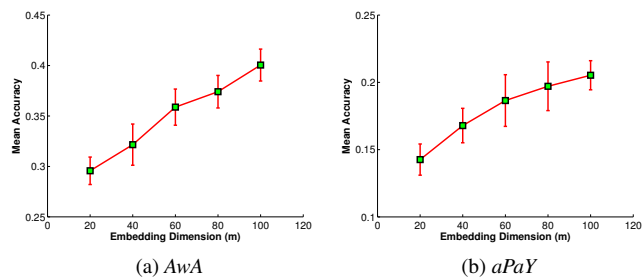 0.45
0.4
0.35
0.3
0.25
Mean Accuracy
0 20 40 60 80 100 120
Embedding Dimension (m)
(a) AwA
0.25
0.2
0.15
0.1
Mean Accuracy
0 20 40 60 80 100 120
Embedding Dimension (m)
(b) aPaY